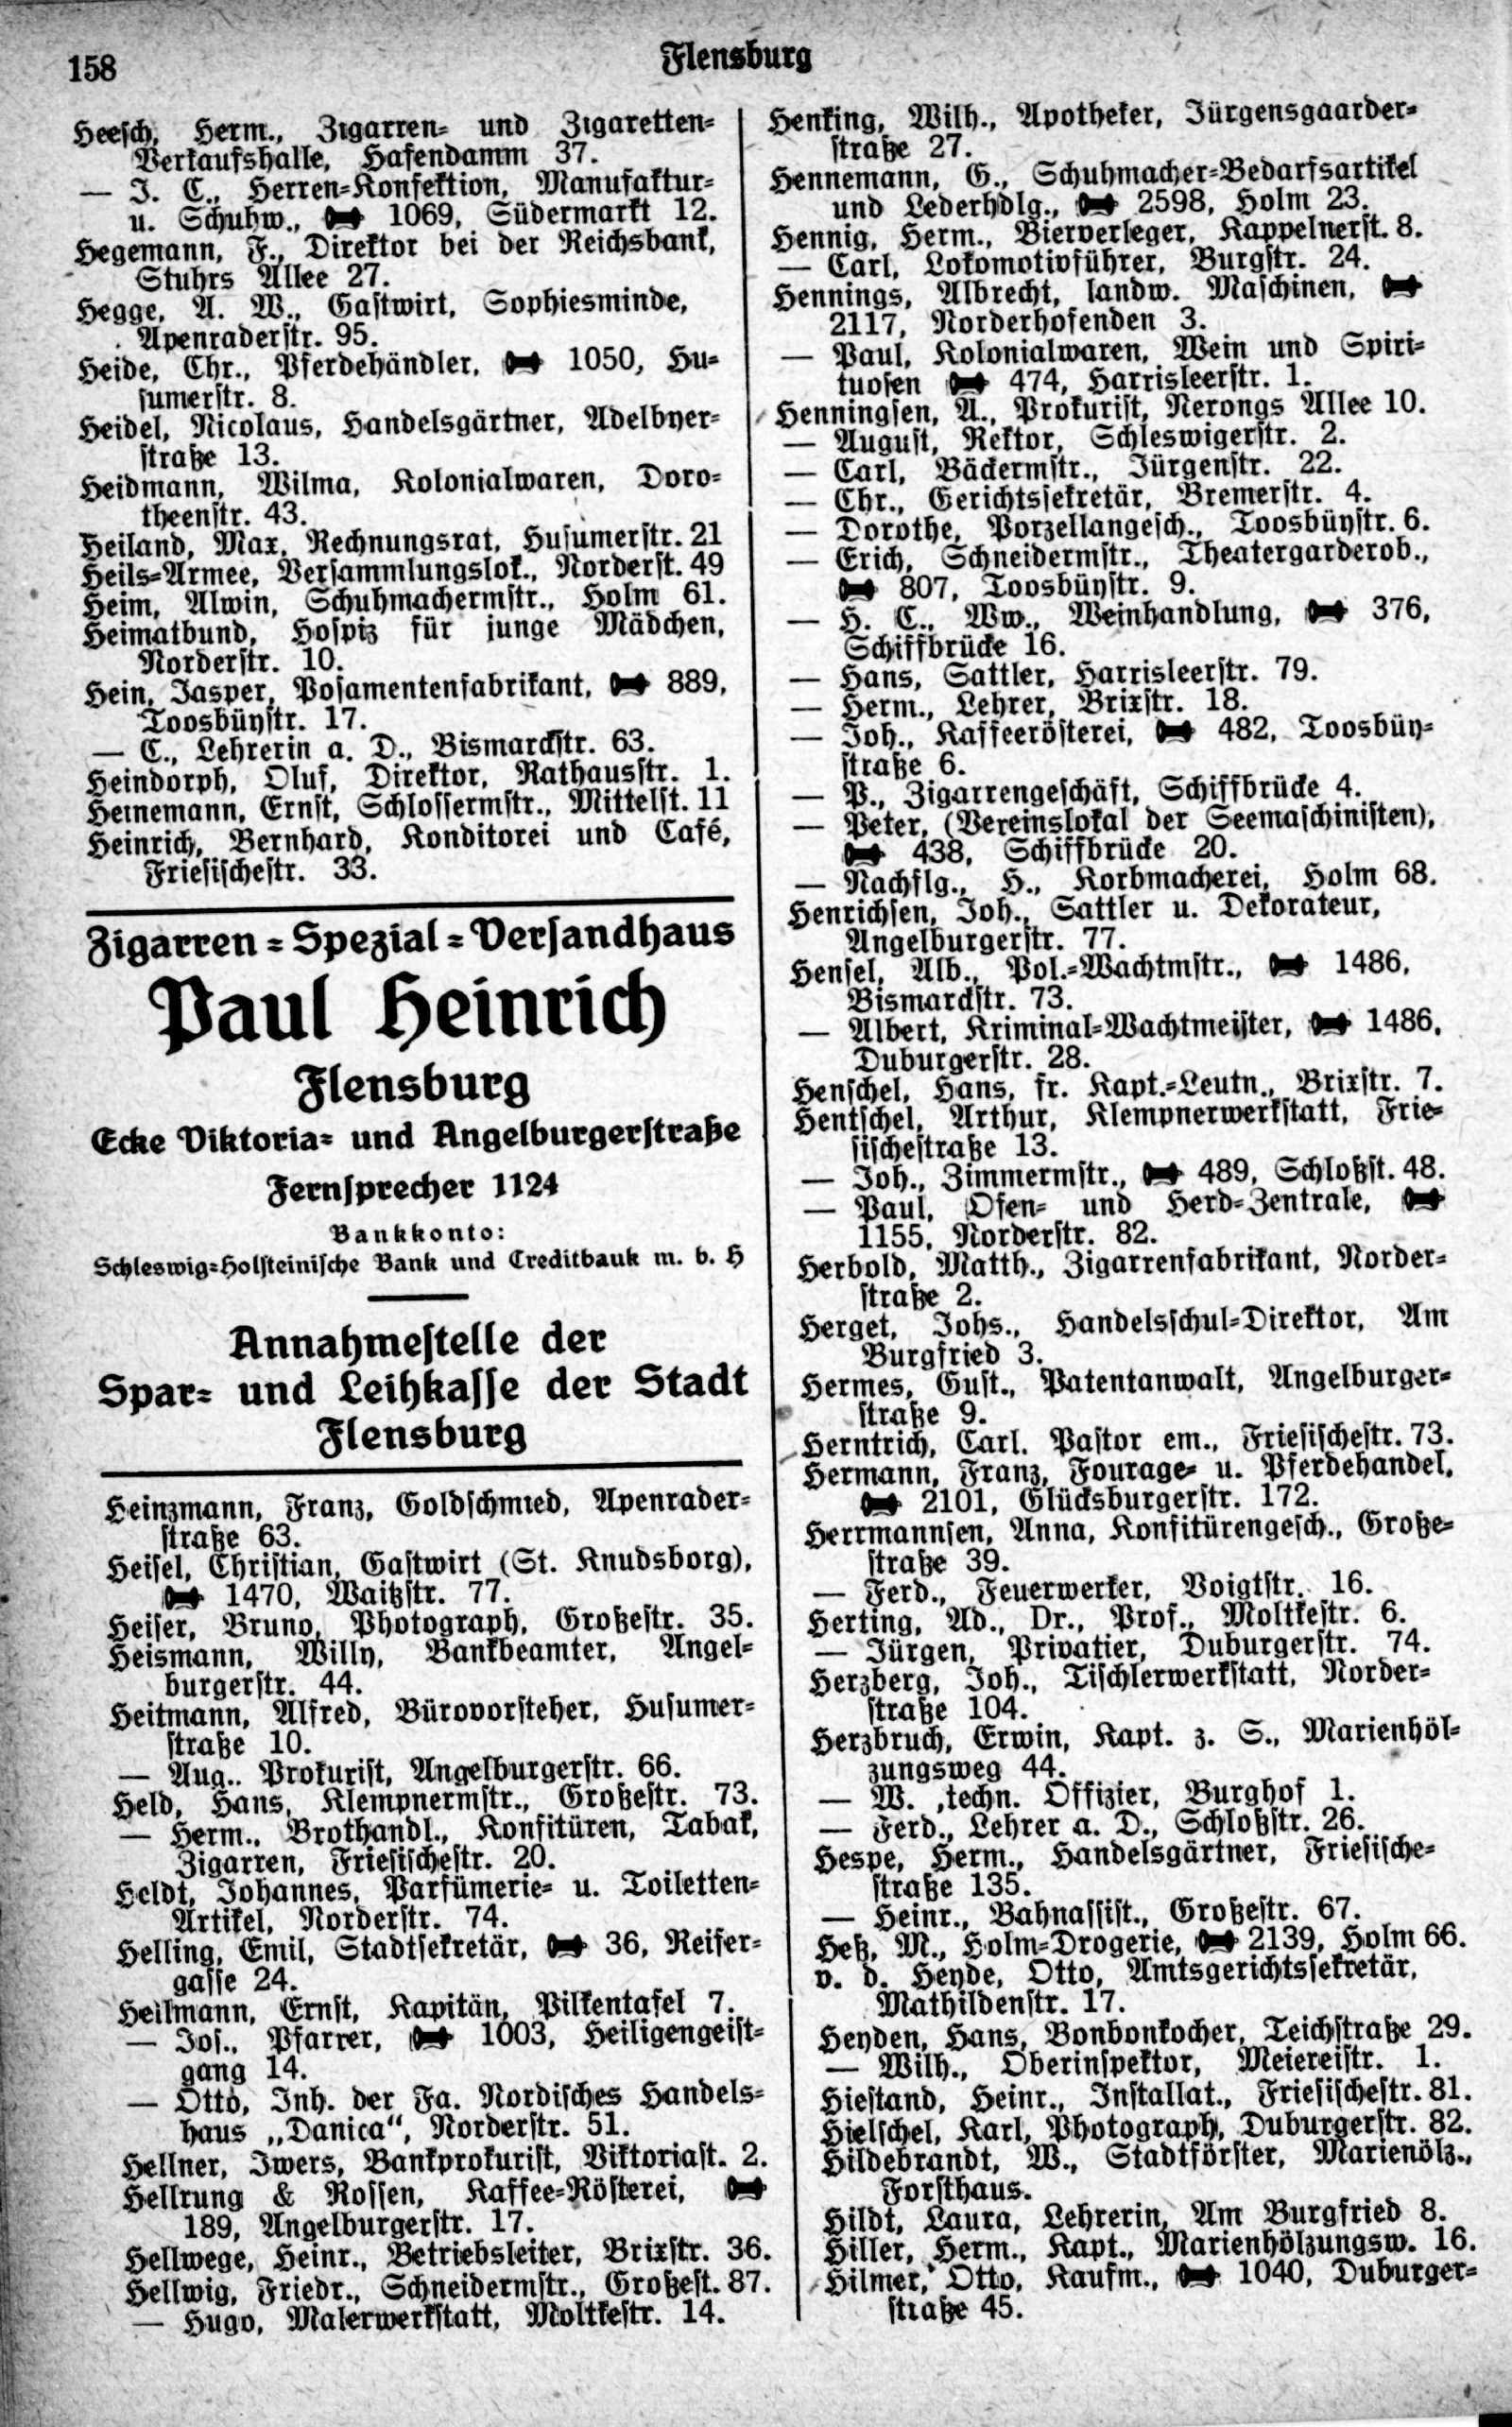 158
Flensburg
Heesch, Herm., Zigarren- und Zigaretten-
Verkaufshalle, Hafendamm 37.
— J. C., Herren-Konfektion, Manufaktur-
u. Schuhw., 1069, Südermarkt 12.
Hegemann, F., Direktor bei der Reichsbank,
Stuhrs Allee 27.
Hegge, A. W., Gastwirt, Sophiesminde,
Apenraderstr. 95.
Heide, Chr., Pferdehändler, 1050, Hu-
sumerstr. 8.
Heidel, Nicolaus, Handelsgärtner, Adelbyer-
straße 13.
Heidmann, Wilma, Kolonialwaren, Doro-
theenstr. 43.
Heiland, Max, Rechnungsrat, Husumerstr. 21
Heils-Armee, Versammlungslok., Norderst. 49
Heim, Alwin, Schuhmachermstr., Holm 61.
Heimatbund, Hospiz für junge Mädchen,
Norderstr. 10.
Hein, Jasper, Posamentenfabrikant, 889,
Toosbüystr. 17.
— C., Lehrerin a. D., Bismarckstr. 63.
Heindorph, Oluf, Direktor, Rathausstr. 1.
Heinemann, Ernst, Schlossermstr., Mittelst. 11
Heinrich, Bernhard, Konditorei und Café,
Friesischestr. 33.
Zigarren-Spezial-Versandhaus
Paul Heinrich
Flensburg
Ecke Viktoria- und Angelburgerstraße
Fernsprecher 1124
Bankkonto:
Schleswig-Holsteinische Bank und Creditbauk m. b. H
Annahmestelle der
Spar- und Leihkasse der Stadt
Flensburg
Heinzmann, Franz, Goldschmied, Apenrader-
straße 63.
Heisel, Christian, Gastwirt (St. Knudsborg),
1470, Waitzstr. 77.
Heiser, Bruno, Photograph, Großestr. 35.
Heismann, Willy, Bankbeamter, Angel-
burgerstr. 44.
Heitmann, Alfred, Bürovorsteher, Husumer-
straße 10.
— Aug., Prokurist, Angelburgerstr. 66.
Held, Hans, Klempnermstr., Großestr. 73.
— Herm., Brothandl., Konfitüren, Tabak,
Zigarren, Friesischestr. 20.
Heldt, Johannes, Parfümerie- u. Toiletten-
Artikel, Norderstr. 74.
Helling, Emil, Stadtsekretär, 36, Reifer-
gasse 24.
Heilmann, Ernst, Kapitän, Pilkentafel 7.
— Jos., Pfarrer, 1003, Heiligengeist-
gang 14.
— Otto, Inh. der Fa. Nordisches Handels-
haus „Danica“, Norderstr. 51.
Hellner, Iwers, Bankprokurist, Viktoriast. 2.
Hellrung & Rossen, Kaffee-Rösterei,
189, Angelburgerstr. 17.
Hellwege, Heinr., Betriebsleiter, Brixstr. 36.
Hellwig, Friedr., Schneidermstr., Großest. 87.
— Hugo, Malerwerkstatt, Moltkestr. 14.
Henking, Wilh., Apotheker, Jürgensgaarder-
straße 27.
Hennemann, G., Schuhmacher-Bedarfsartikel
und Lederhdlg., 2598, Holm 23.
Hennig, Herm., Bierverleger, Kappelnerst. 8.
— Carl, Lokomotivführer, Burgstr. 24.
Hennings, Albrecht, landw. Maschinen,
2117, Norderhofenden 3.
— Paul, Kolonialwaren, Wein und Spiri-
tuosen 474, Harrisleerstr. 1.
Henningsen, A., Prokurist, Nerongs Allee 10.
— August, Rektor, Schleswigerstr. 2.
— Carl, Bäckermstr., Jürgenstr. 22.
— Chr., Gerichtssekretär, Bremerstr. 4.
— Dorothe, Porzellangesch., Toosbüystr. 6.
— Erich, Schneidermstr., Theatergarderob.,
807, Toosbüystr. 9.
— H. C., Ww., Weinhandlung, 376,
Schiffbrücke 16.
— Hans, Sattler, Harrisleerstr. 79.
— Herm., Lehrer, Brixstr. 18.
— Joh., Kaffeerösterei, 482, Toosbüy-
straße 6.
— P., Zigarrengeschäft, Schiffbrücke 4.
— Peter, (Vereinslokal der Seemaschinisten),
438, Schiffbrücke 20.
— Nachflg., H., Korbmacherei, Holm 68.
Henrichsen, Joh., Sattler u. Dekorateur,
Angelburgerstr. 77.
Hensel, Alb., Pol.-Wachtmstr., 1486,
Bismarckstr. 73.
— Albert, Kriminal-Wachtmeister, 1486,
Duburgerstr. 28.
Henschel, Hans, fr. Kapt.-Leutn., Brixstr. 7.
Hentschel, Arthur, Klempnerwerkstatt, Frie-
sischestraße 13.
— Joh., Zimmermstr., 489, Schloßst. 48.
— Paul, Ofen- und Herd-Zentrale,
1155, Norderstr. 82.
Herbold, Matth., Zigarrenfabrikant, Norder-
straße 2.
Herget, Johs., Handelsschul-Direktor, Am
Burgfried 3.
Hermes, Gust., Patentanwalt, Angelburger-
straße 9.
Herntrich, Carl. Pastor em., Friesischestr. 73.
Hermann, Franz, Fourage- u. Pferdehandel,
2101, Glücksburgerstr. 172.
Herrmannsen, Anna, Konfitürengesch., Große-
straße 39.
— Ferd., Feuerwerker, Voigtstr. 16.
Herting, Ad., Dr., Prof., Moltkestr. 6.
— Jürgen, Privatier, Duburgerstr. 74.
Herzberg, Joh., Tischlerwerkstatt, Norder-
straße 104.
Herzbruch, Erwin, Kapt. z. S., Marienhöl-
zungsweg 44.
— W. ,techn. Offizier, Burghof 1.
— Ferd., Lehrer a. D., Schloßstr. 26.
Hespe, Herm., Handelsgärtner, Friesische-
straße 135.
— Heinr., Bahnassist., Großestr. 67.
Heß, M., Holm-Drogerie, 2139, Holm 66.
v. d. Heyde, Otto, Amtsgerichtssekretär,
Mathildenstr. 17.
Heyden, Hans, Bonbonkocher, Teichstraße 29.
— Wilh., Oberinspektor, Meiereistr. 1.
Hiestand, Heinr., Installat., Friesischestr. 81.
Hielschel, Karl, Photograph, Duburgerstr. 82.
Hildebrandt, W., Stadtförster, Marienölz.,
Forsthaus.
Hildt, Laura, Lehrerin, Am Burgfried 8.
Hiller, Herm., Kapt., Marienhölzungsw. 16.
Hilmer, Otto, Kaufm., 1040, Duburger-
straße 45.